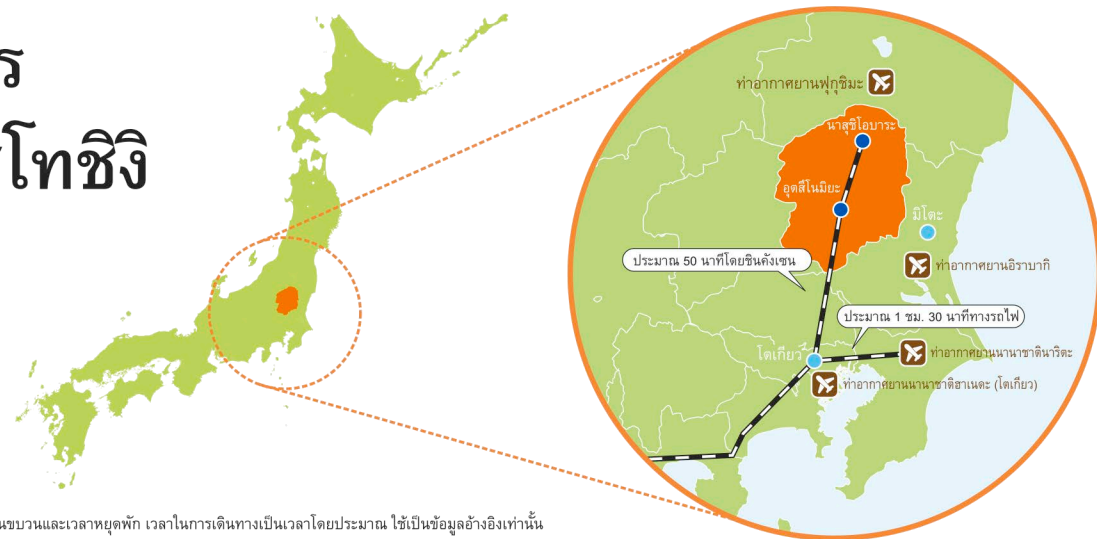 ร
โทชิงิ
ท่าอากาศยานฟุกุชิมะ
นาสุชิโอบาระ
อุตสึโนมิยะ
มิโตะ
ประมาณ 50 นาทีโดยชินคังเซน
ท่าอากาศยานอิราบากิ
ประมาณ 1 ชม. 30 นาทีทางรถไฟ
โตเกียว
ท่าอากาศยานนานาชาตินาริตะ
ท่าอากาศยานนานาชาติฮาเนดะ (โตเกียว)
นขบวนและเวลาหยุดพัก เวลาในการเดินทางเป็นเวลาโดยประมาณ ใช้เป็นข้อมูลอ้างอิงเท่านั้น